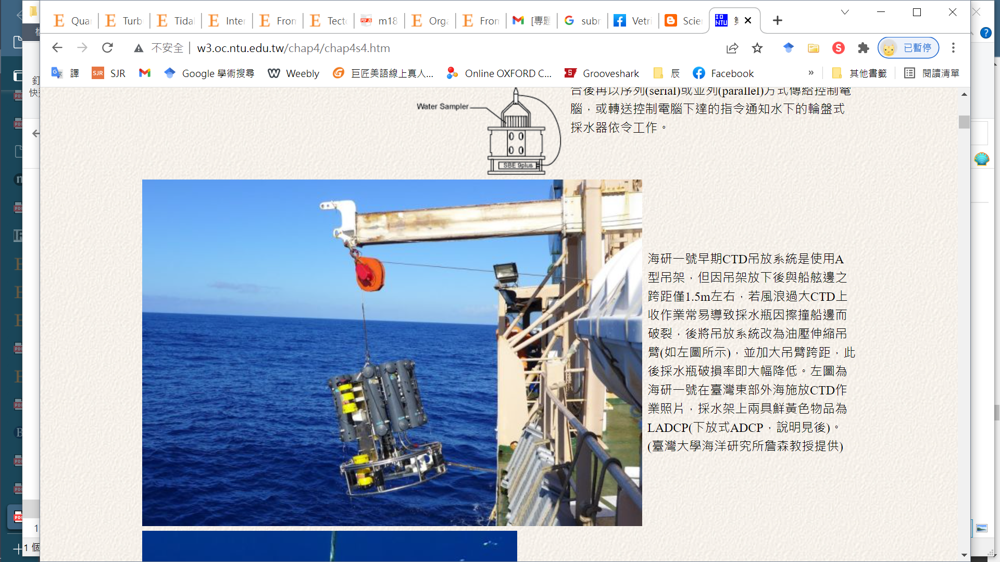 Quar
Turb
Tidal
Inter
Fron
Tecto
m18
Orga
Fron
[專題
subr
Vetri
Scie
不安全
w3.oc.ntu.edu.tw/chap4/chap4s4.htm
已暫停
譯
SJR
Google 學術搜尋
Weebly
巨匠美語線上真人...
Online OXFORD C...
Grooveshark
辰
Facebook
»
其他書籤
閱讀清單
合後再以序列(serial)或並列(parallel)方式傳給控制電
腦，或轉送控制電腦下達的指令通知水下的輪盤式
採水器依令工作。
Water Sampler
SBE 9plus
海研一號早期CTD吊放系統是使用A
型吊架，但因吊架放下後與船舷邊之
跨距僅1.5m左右，若風浪過大CTD上
收作業常易導致採水瓶因擦撞船邊而
破裂，後將吊放系統改為油壓伸縮吊
臂(如左圖所示)，並加大吊臂跨距，此
後採水瓶破損率即大幅降低。左圖為
海研一號在臺灣東部外海施放CTD作
業照片，採水架上兩具鮮黃色物品為
LADCP(下放式ADCP，說明見後)。
(臺灣大學海洋研究所詹森教授提供)
1
1 個